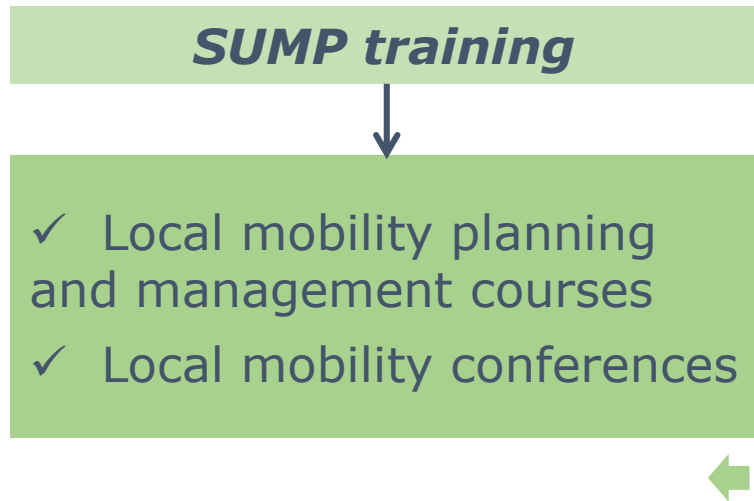 SUMP training
✓ Local mobility planning
and management courses
✓ Local mobility conferences